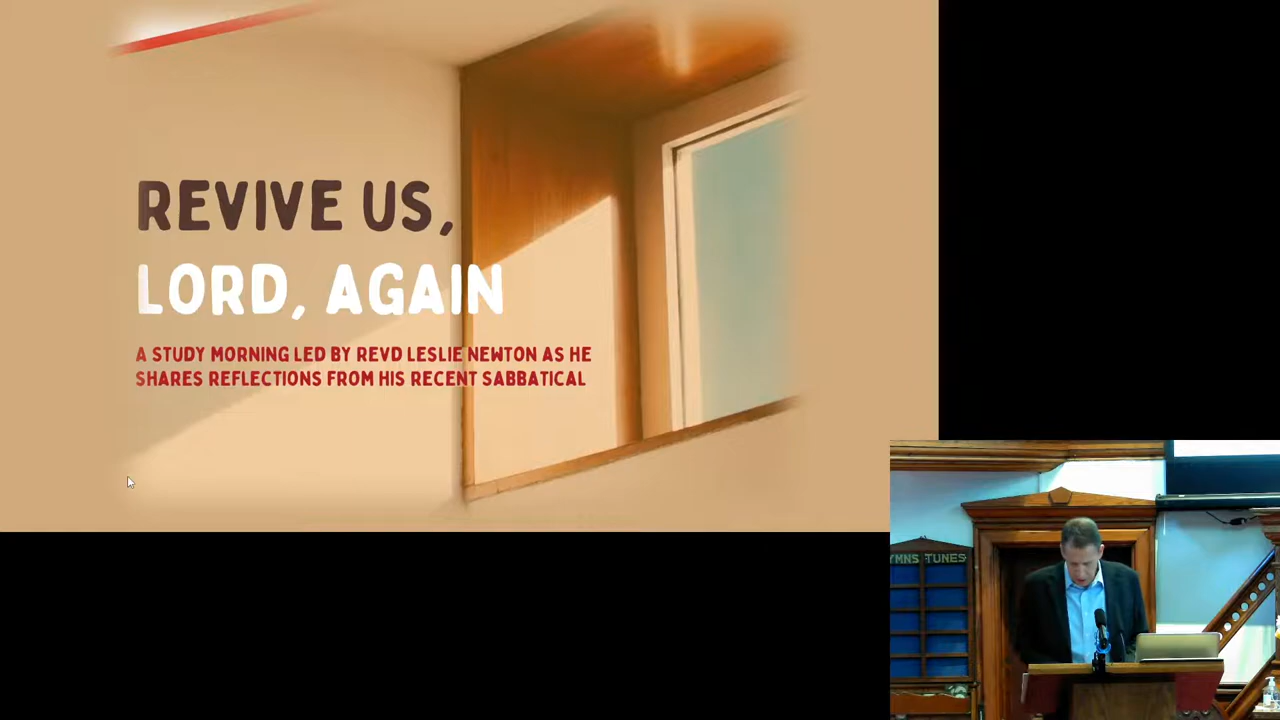 REVIVE US,
LORD, AGAIN
A STUDY MORNING LED BY REVD LESLIE NEWTON AS HE
SHARES REFLECTIONS FROM HIS RECENT SABBATICAL
YMNS TUNES